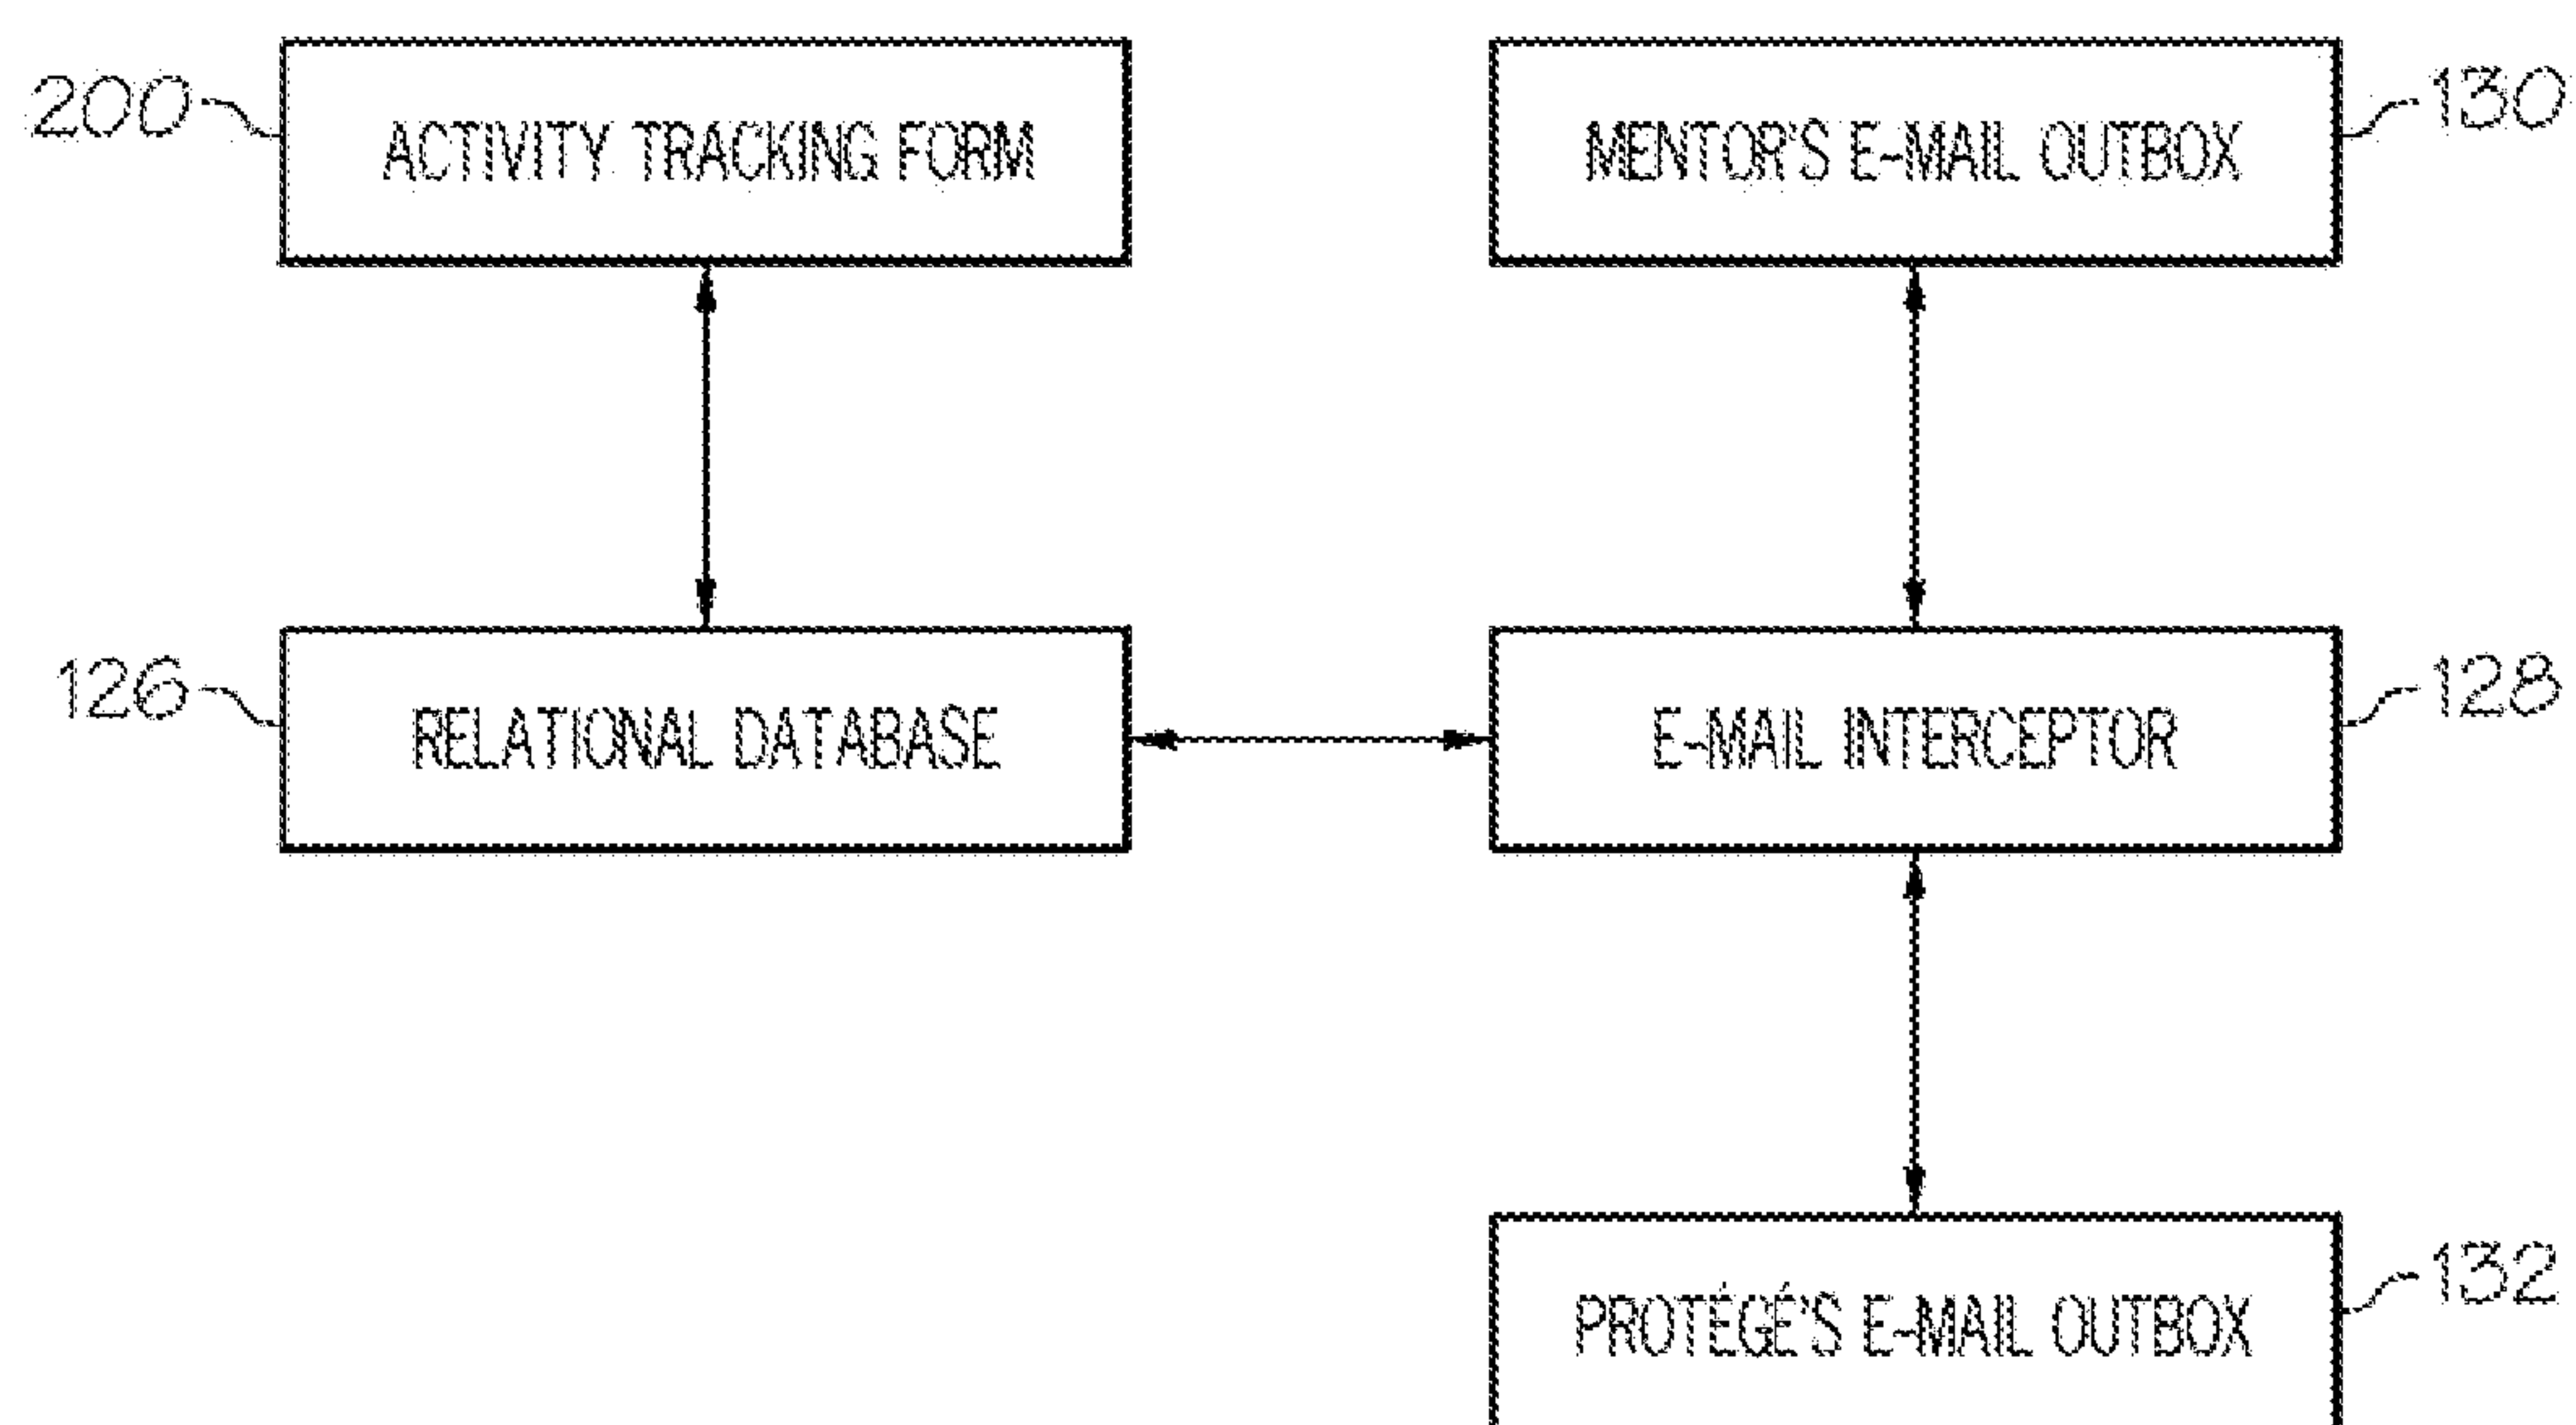 200 ACTIVITY TRACKING FORM
MENTOR'S E-MAIL OUTBOX 130
126 RELATIONAL DATABASE
E-MAIL INTERCEPTOR 128
PROTÉGÉ'S E-MAIL OUTBOX 132